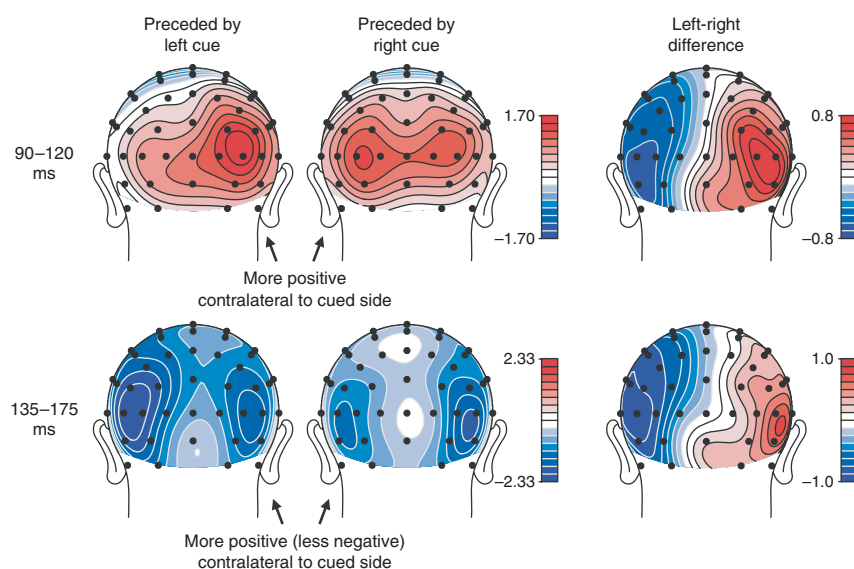 Preceded by
left cue
Preceded by
right cue
Left-right
difference
90–120
ms
1.70
−1.70
0.8
−0.8
More positive
contralateral to cued side
135–175
ms
2.33
−2.33
1.0
−1.0
More positive (less negative)
contralateral to cued side